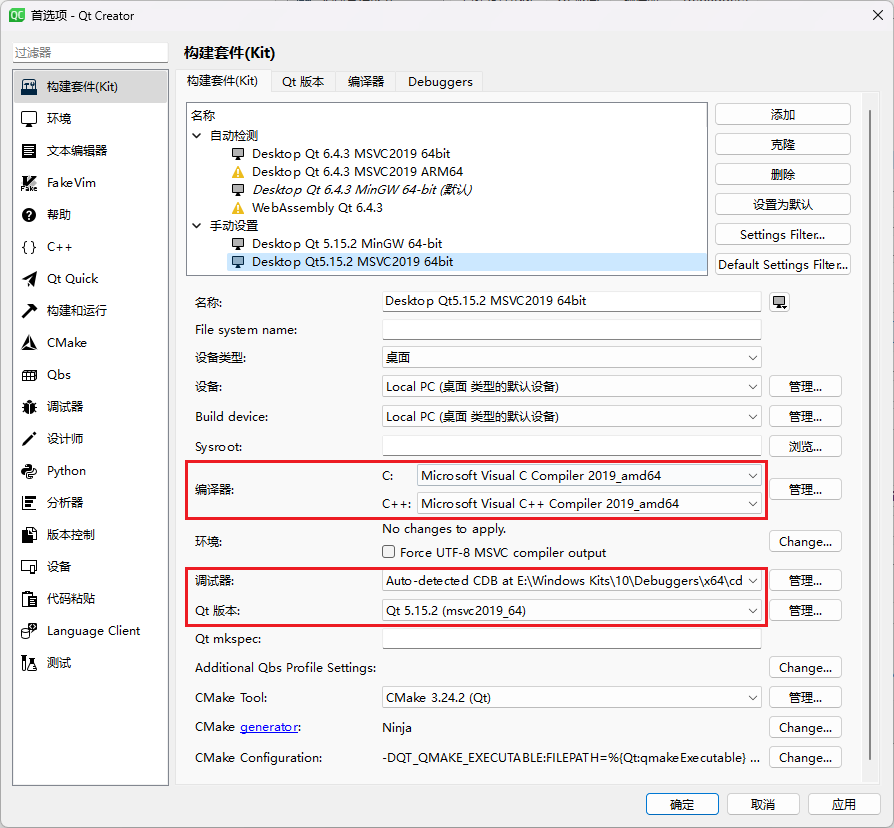 首选项 - Qt Creator
过滤器
构建套件(Kit)
环境
文本编辑器
FakeVim
帮助
C++
Qt Quick
构建和运行
CMake
Qbs
调试器
设计师
Python
分析器
版本控制
设备
代码粘贴
Language Client
测试
构建套件(Kit)
构建套件(Kit) Qt 版本 编译器 Debuggers
名称
自动检测
Desktop Qt 6.4.3 MSVC2019 64bit
Desktop Qt 6.4.3 MSVC2019 ARM64
Desktop Qt 6.4.3 MinGW 64-bit (默认)
WebAssembly Qt 6.4.3
手动设置
Desktop Qt 5.15.2 MinGW 64-bit
Desktop Qt5.15.2 MSVC2019 64bit
添加
克隆
删除
设置为默认
Settings Filter...
Default Settings Filter...
名称: Desktop Qt5.15.2 MSVC2019 64bit
File system name:
设备类型: 桌面
设备: Local PC (桌面 类型的默认设备) 管理...
Build device: Local PC (桌面 类型的默认设备) 管理...
Sysroot: 浏览...
编译器: C: Microsoft Visual C Compiler 2019_amd64
C++: Microsoft Visual C++ Compiler 2019_amd64 管理...
环境: No changes to apply. Change...
Force UTF-8 MSVC compiler output
调试器: Auto-detected CDB at E:\Windows Kits\10\Debuggers\x64\cd 管理...
Qt 版本: Qt 5.15.2 (msvc2019_64) 管理...
Qt mkspec:
Additional Qbs Profile Settings: Change...
CMake Tool: CMake 3.24.2 (Qt) 管理...
CMake generator: Ninja Change...
CMake Configuration: -DQT_QMAKE_EXECUTABLE:FILEPATH=%{Qt:qmakeExecutable} ... Change...
确定 取消 应用